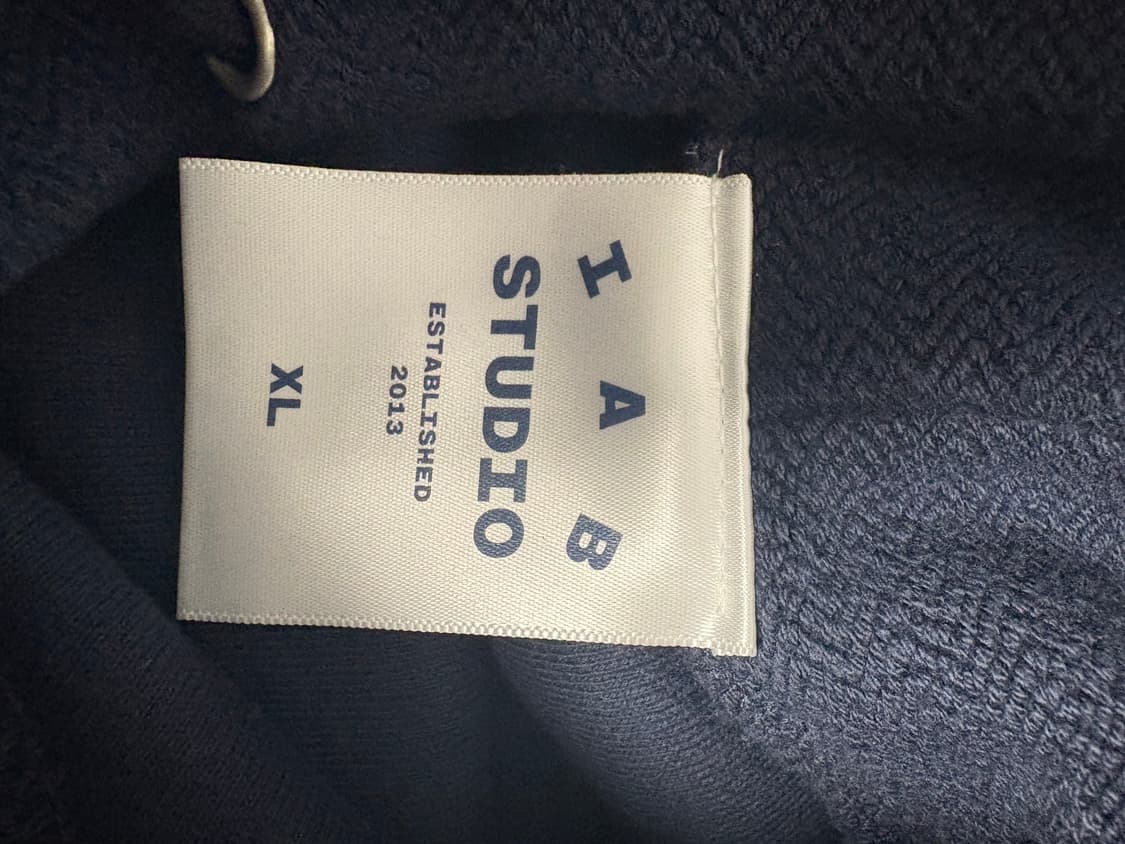 I A B
STUDIO
ESTABLISHED
2013
XL